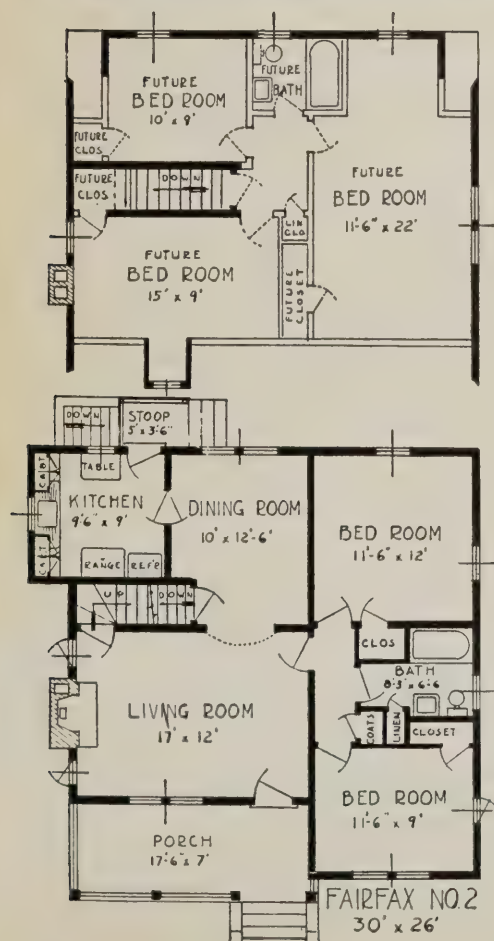 FUTURE
BED ROOM
10' x 9'
FUTURE
BATH
FUTURE
CLOS
FUTURE
CLOS.
DOWN
FUTURE
BED ROOM
11'-6" x 22'
LIN
CLO.
FUTURE
BED ROOM
15' x 9'
FUTURE
CLOSET
DOWN
STOOP
5' x 3'-6"
TABLE
CABT
KITCHEN
9'6" x 9'
CABT
RANGE
REFR
DINING ROOM
10' x 12'-6"
BED ROOM
11'-6" x 12'
UP
DOWN
CLOS
BATH
8'-3" x 6'-6
LIVING ROOM
17' x 12'
COATS
LINEN
CLOSET
BED ROOM
11'-6" x 9'
PORCH
17'-6" x 7'
FAIRFAX NO.2
30' x 26'